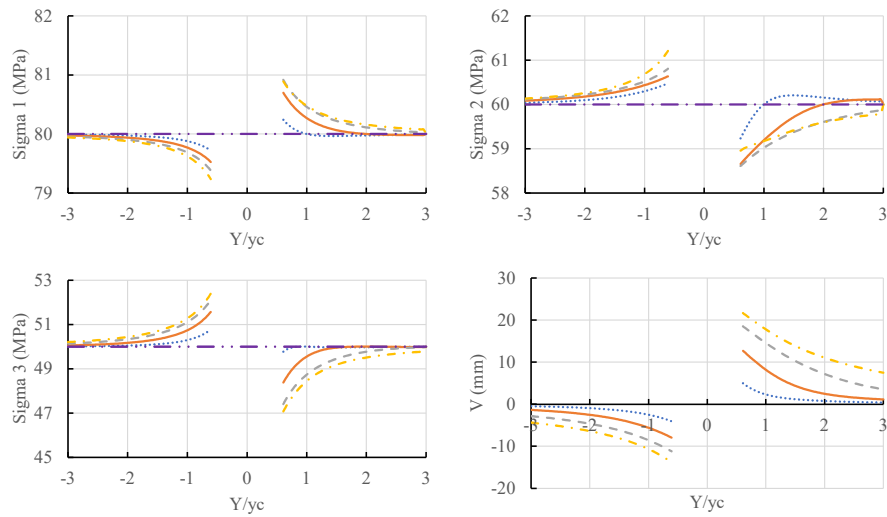 82
81
80
79
Sigma 1 (MPa)
-3 -2 -1 0 1 2 3
Y/yc
62
61
60
59
58
Sigma 2 (MPa)
-3 -2 -1 0 1 2 3
Y/yc
53
51
49
47
45
Sigma 3 (MPa)
-3 -2 -1 0 1 2 3
Y/yc
30
20
10
0
-10
-20
V (mm)
-3 -2 -1 0 1 2 3
Y/yc